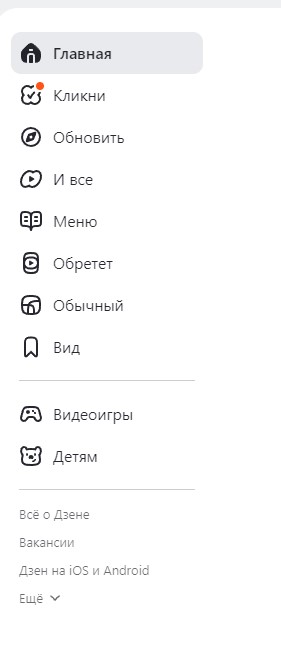 Главная
Кликни
Обновить
И все
Меню
Обретет
Обычный
Вид
Видеоигры
Детям
Всё о Дзене
Вакансии
Дзен на iOS и Android
Ещё